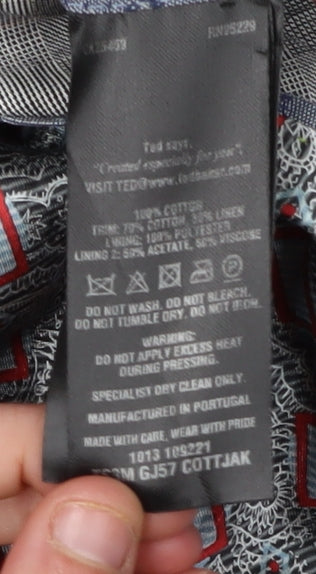 RN95229
Ted says,
"Created especially for you".
VISIT TED@www.tedbaker.com
100% COTTON
TRIM: 70% COTTON, 30% LINEN
LINING: 100% POLYESTER
LINING 2: 50% ACETATE, 50% VISCOSE
DO NOT WASH. DO NOT BLEACH.
DO NOT TUMBLE DRY. DO NOT IRON.
WARNING:
DO NOT APPLY EXCESS HEAT
DURING PRESSING.
SPECIALIST DRY CLEAN ONLY.
MANUFACTURED IN PORTUGAL
MADE WITH CARE, WEAR WITH PRIDE
1013 109221
GJ57 COTTJAK